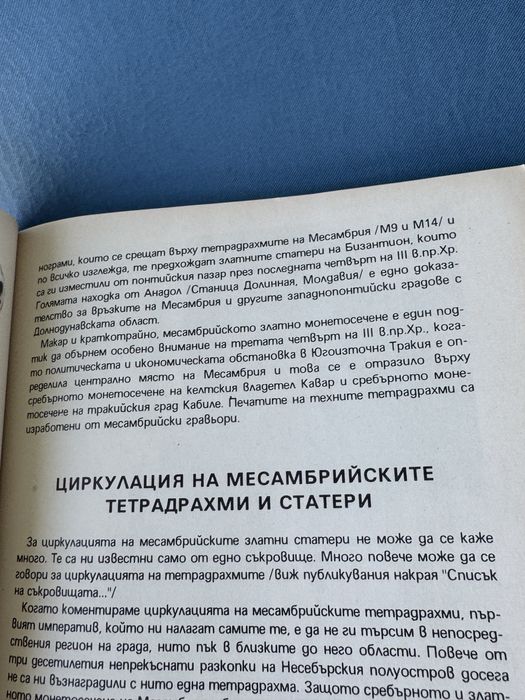 нограми, които се срещат върху тетрадрахмите на Месамбрия /М9 и М14/ и
по всичко изглежда, те предхождат златните статери на Бизантион, които
са ги изместили от понтийския пазар през последната четвърт на III в.пр.Хр.
Голямата находка от Анадол /Станица Долинная, Молдавия/ е едно доказа-
телство за връзките на Месамбрия и другите западнопонтийски градове с
Долнодунавската област.
Макар и краткотрайно, месамбрийското златно монетосечене е един под-
тик да обърнем особено внимание на третата четвърт на III в.пр.Хр., кога-
то политическата и икономическата обстановка в Югоизточна Тракия е оп-
ределила централно място на Месамбрия и това се е отразило върху
сребърното монетосечене на келтския владетел Кавар и сребърното моне-
тосечене на тракийския град Кабиле. Печатите на техните тетрадрахми са
изработени от месамбрийски гравьори.
ЦИРКУЛАЦИЯ НА МЕСАМБРИЙСКИТЕ
ТЕТРАДРАХМИ И СТАТЕРИ
За циркулацията на месамбрийските златни статери не може да се каже
много. Те са ни известни само от едно съкровище. Много повече може да се
говори за циркулацията на тетрадрахмите /виж публикувания накрая "Списък
на съкровищата..."/
Когато коментираме циркулацията на месамбрийските тетрадрахми, пър-
вият императив, който ни налагат самите те, е да не ги търсим в непосред-
ствения регион на града, нито пък в близките до него области. Повече от
три десетилетия непрекъснати разкопки на Несебърския полуостров досега
не са ни възнаградили с нито една тетрадрахма. Защото сребърното и злат-